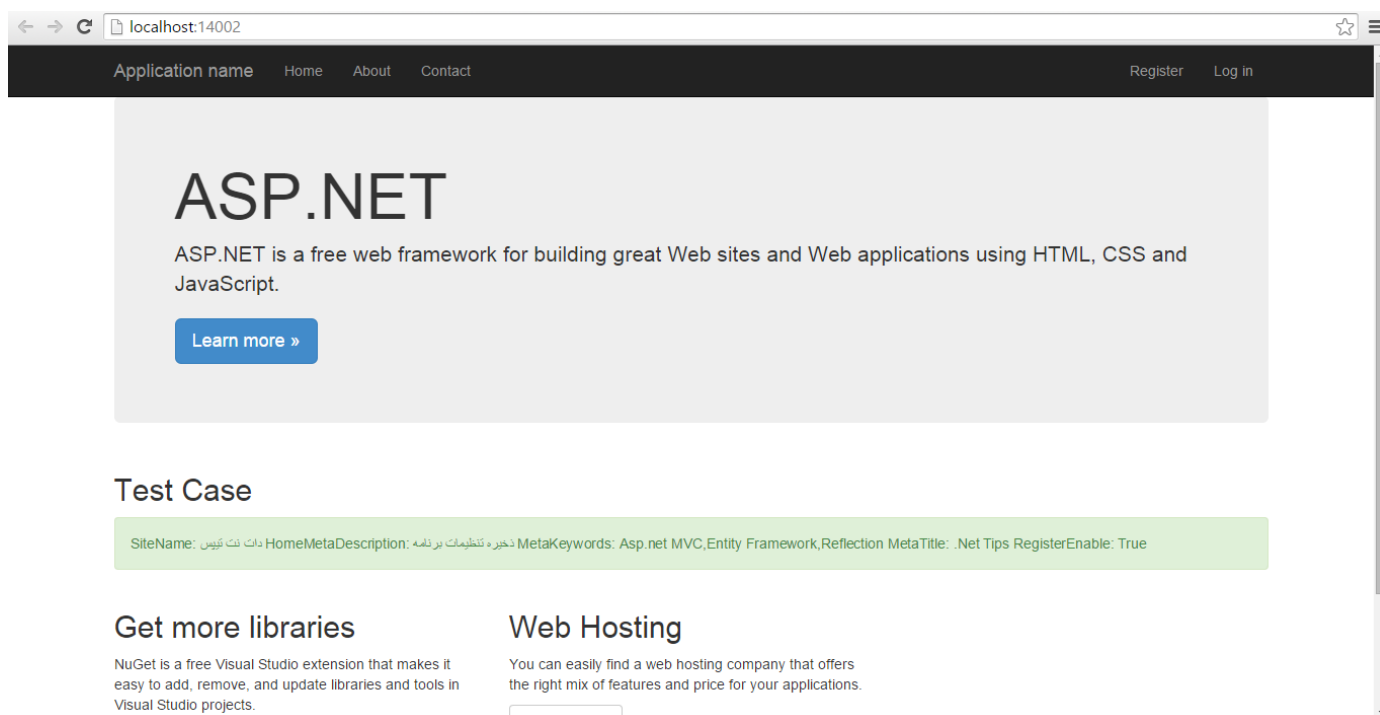 localhost:14002
Application name Home About Contact Register Log in
ASP.NET
ASP.NET is a free web framework for building great Web sites and Web applications using HTML, CSS and
JavaScript.
Learn more »
Test Case
SiteName: دات نت تیپس HomeMetaDescription: ذخیره تنظیمات برنامه MetaKeywords: Asp.net MVC,Entity Framework,Reflection MetaTitle: .Net Tips RegisterEnable: True
Get more libraries
NuGet is a free Visual Studio extension that makes it
easy to add, remove, and update libraries and tools in
Visual Studio projects.
Web Hosting
You can easily find a web hosting company that offers
the right mix of features and price for your applications.